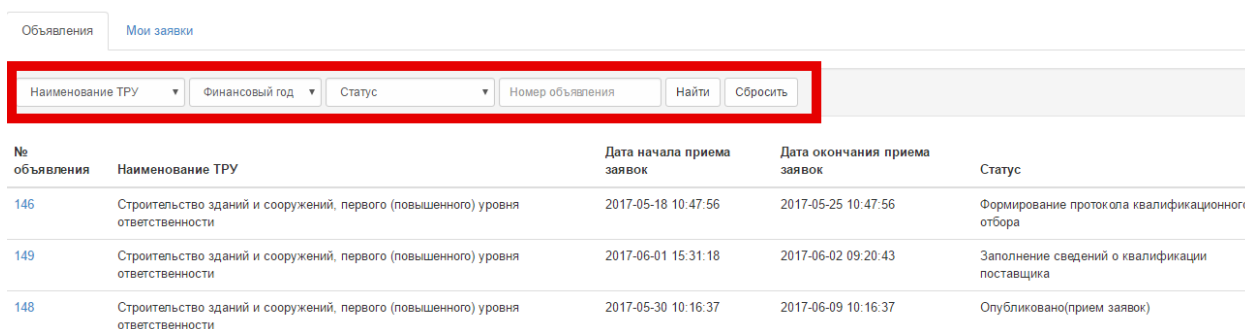 Объявления Мои заявки
Наименование ТРУ Финансовый год Статус Номер объявления Найти Сбросить
№ объявления Наименование ТРУ Дата начала приема заявок Дата окончания приема заявок Статус
146 Строительство зданий и сооружений, первого (повышенного) уровня ответственности 2017-05-18 10:47:56 2017-05-25 10:47:56 Формирование протокола квалификационного отбора
149 Строительство зданий и сооружений, первого (повышенного) уровня ответственности 2017-06-01 15:31:18 2017-06-02 09:20:43 Заполнение сведений о квалификации поставщика
148 Строительство зданий и сооружений, первого (повышенного) уровня ответственности 2017-05-30 10:16:37 2017-06-09 10:16:37 Опубликовано(прием заявок)